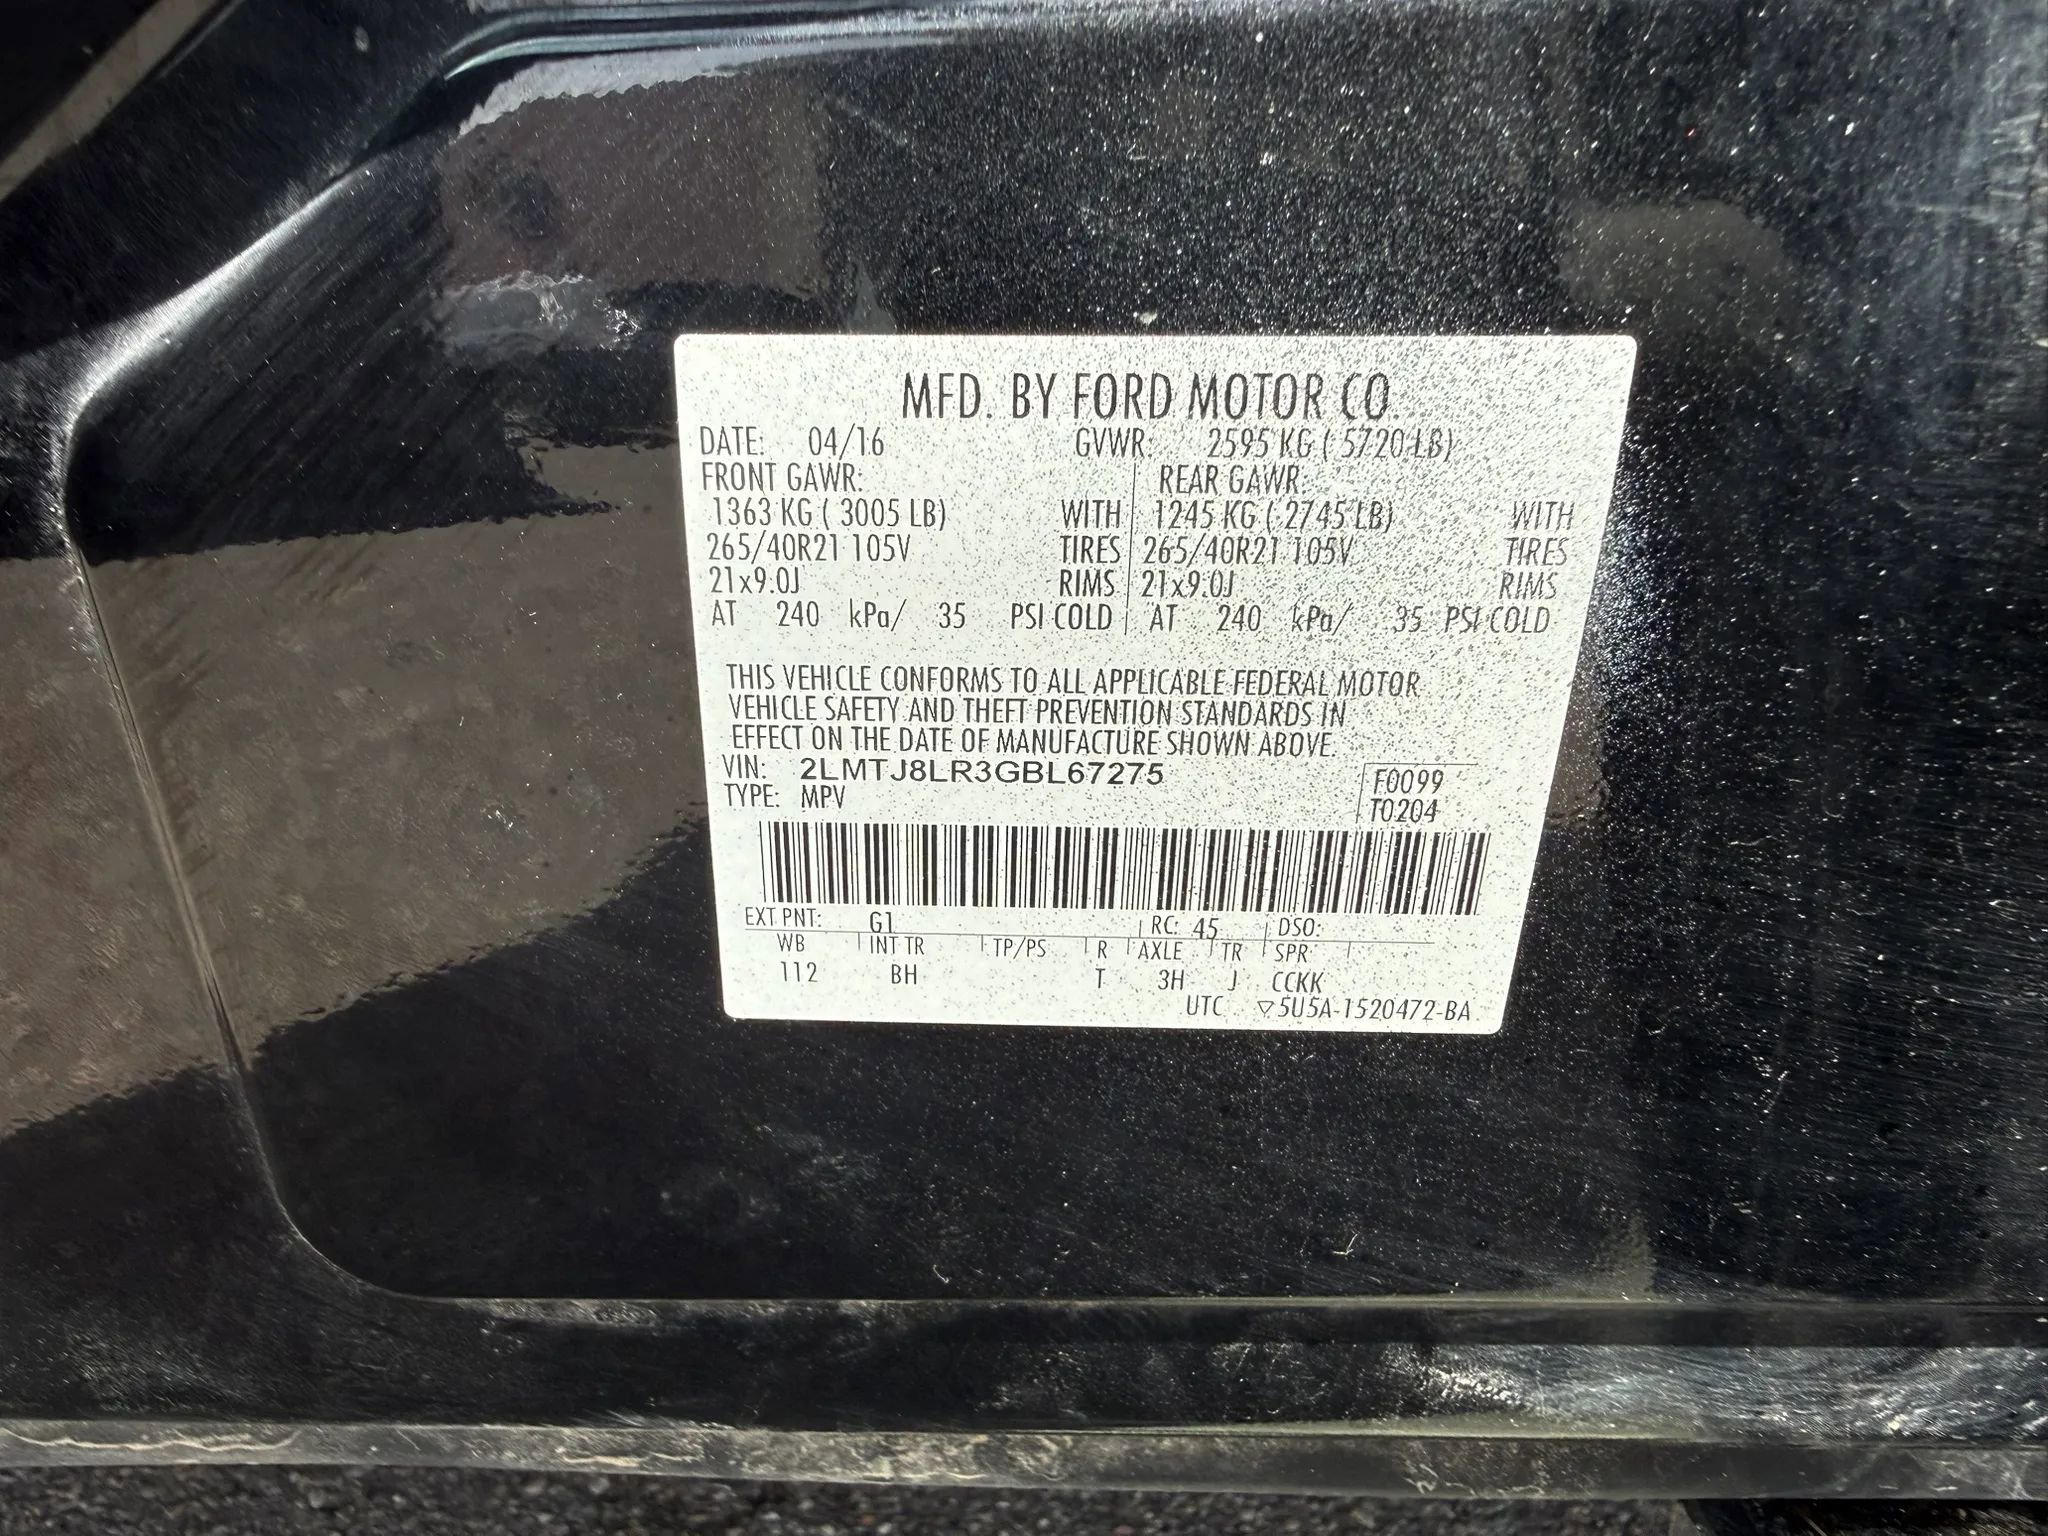 MFD. BY FORD MOTOR CO.
DATE: 04/16 GVWR: 2595 KG ( 5720 LB)
FRONT GAWR: REAR GAWR:
1363 KG ( 3005 LB) WITH 1245 KG ( 2745 LB) WITH
265/40R21 105V TIRES 265/40R21 105V TIRES
21x9.0J RIMS 21x9.0J RIMS
AT 240 kPa/ 35 PSI COLD AT 240 kPa/ 35 PSI COLD
THIS VEHICLE CONFORMS TO ALL APPLICABLE FEDERAL MOTOR
VEHICLE SAFETY AND THEFT PREVENTION STANDARDS IN
EFFECT ON THE DATE OF MANUFACTURE SHOWN ABOVE.
VIN: 2LMTJ8LR3GBL67275 F0099
TYPE: MPV T0204
EXT PNT: G1 RC: 45 DSO:
WB INT TR TP/PS R AXLE TR SPR
112 BH T 3H J CCKK
UTC ▽5U5A-1520472-BA